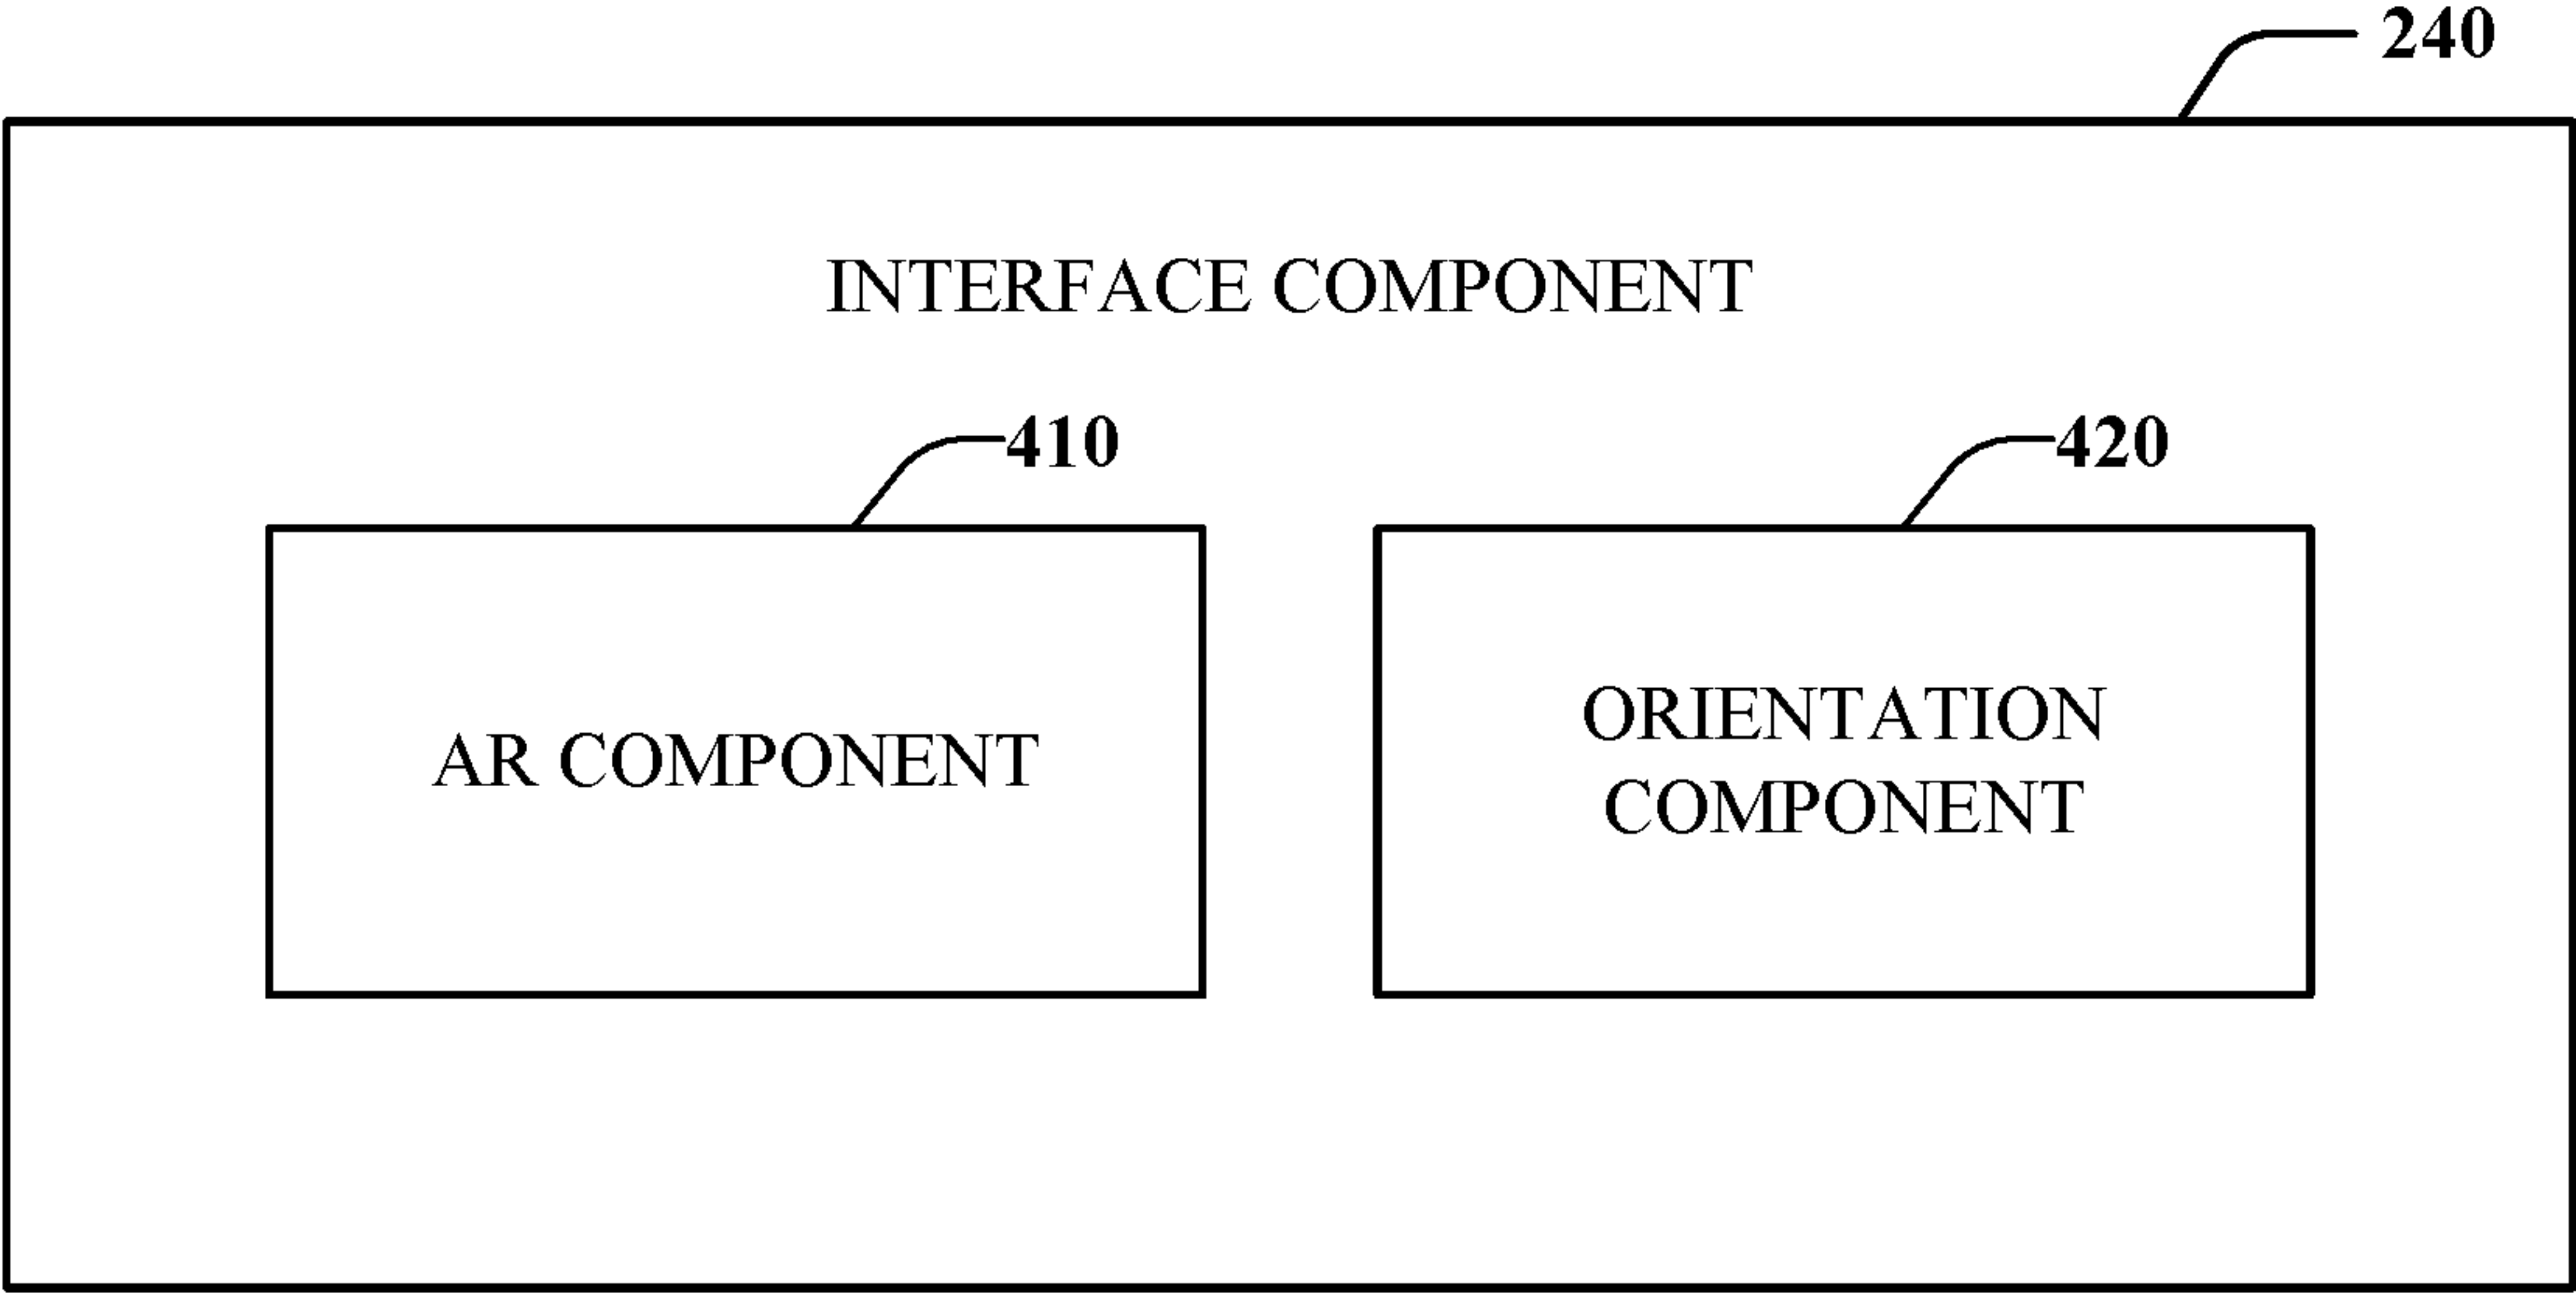 240
INTERFACE COMPONENT
410
420
AR COMPONENT
ORIENTATION
COMPONENT